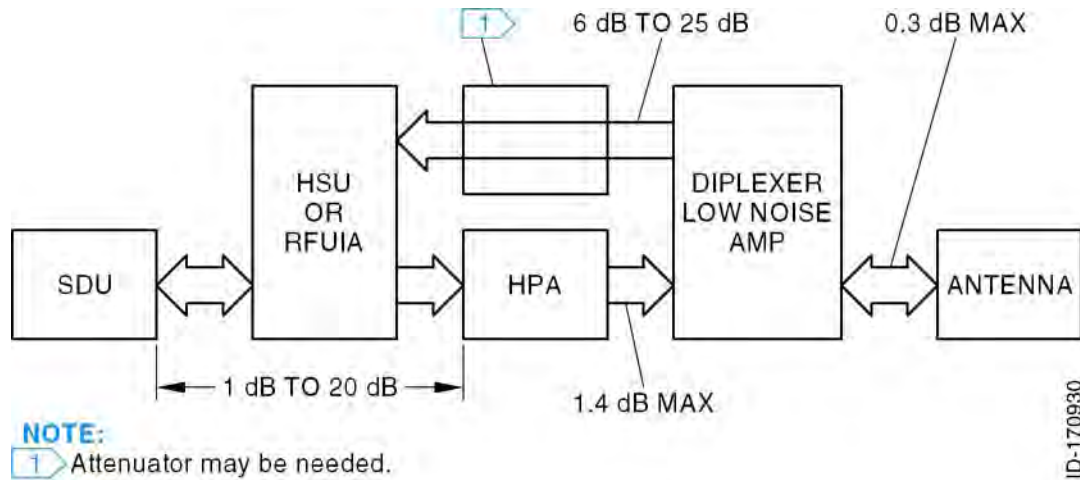 1
6 dB TO 25 dB
0.3 dB MAX
HSU
OR
RFUIA
DIPLEXER
LOW NOISE
AMP
SDU
HPA
ANTENNA
1 dB TO 20 dB
1.4 dB MAX
NOTE:
1 Attenuator may be needed.
ID-170930